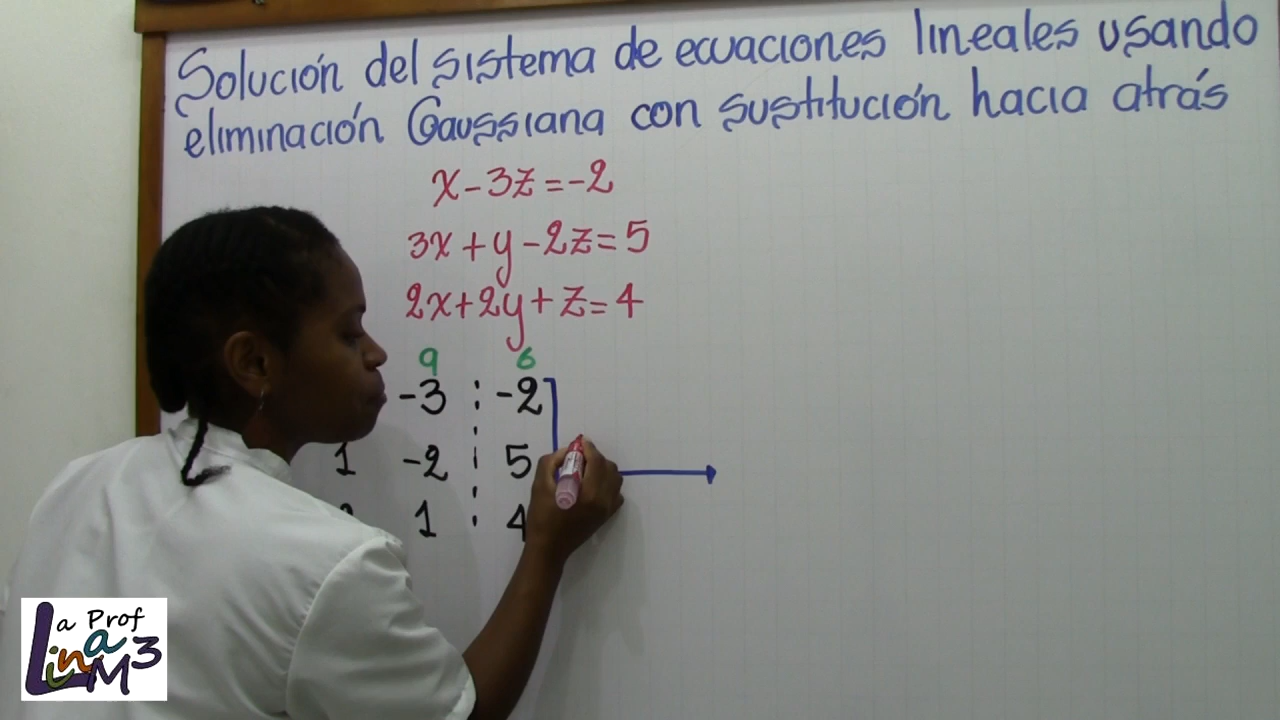 Solución del sistema de ecuaciones lineales usando
eliminación Gaussiana con sustitución hacia atrás
x - 3z = -2
3x + y - 2z = 5
2x + 2y + z = 4
9 6
-3 -2
1 -2 5
1 4
La Prof
Lina M3